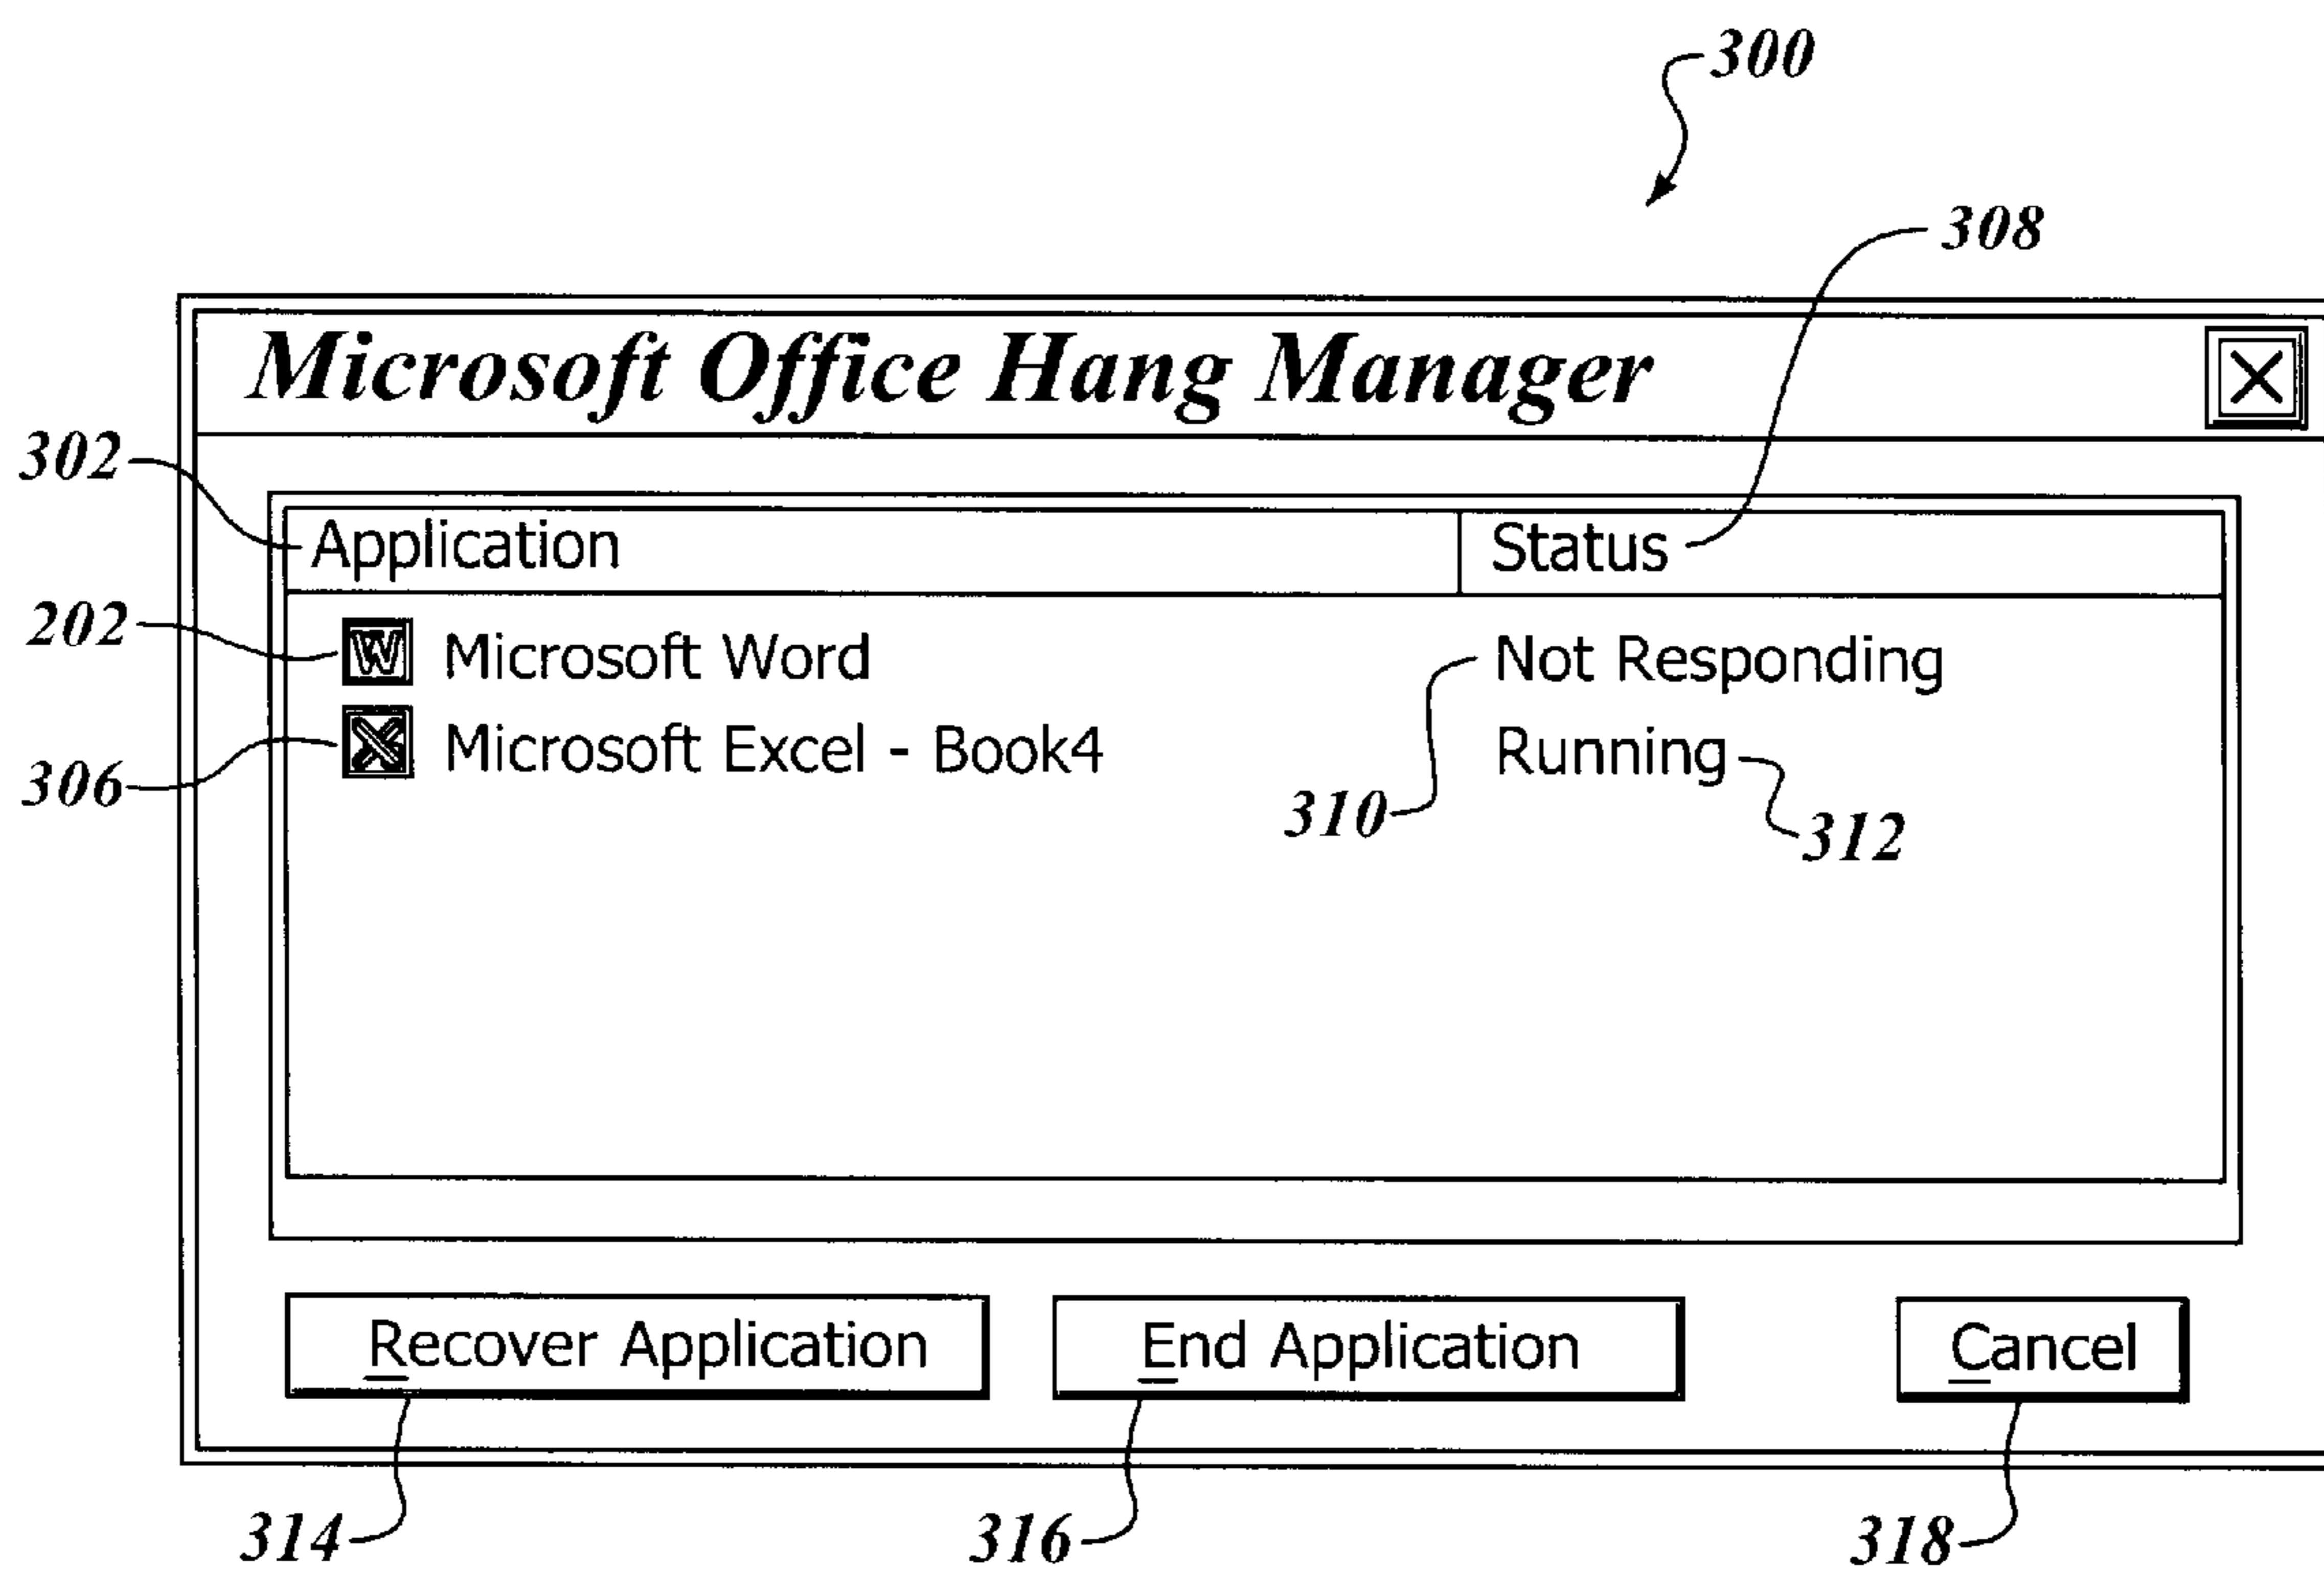 300
308
Microsoft Office Hang Manager
302
Application Status
202
W Microsoft Word Not Responding
306
X Microsoft Excel - Book4 Running
310
312
Recover Application End Application Cancel
314 316 318